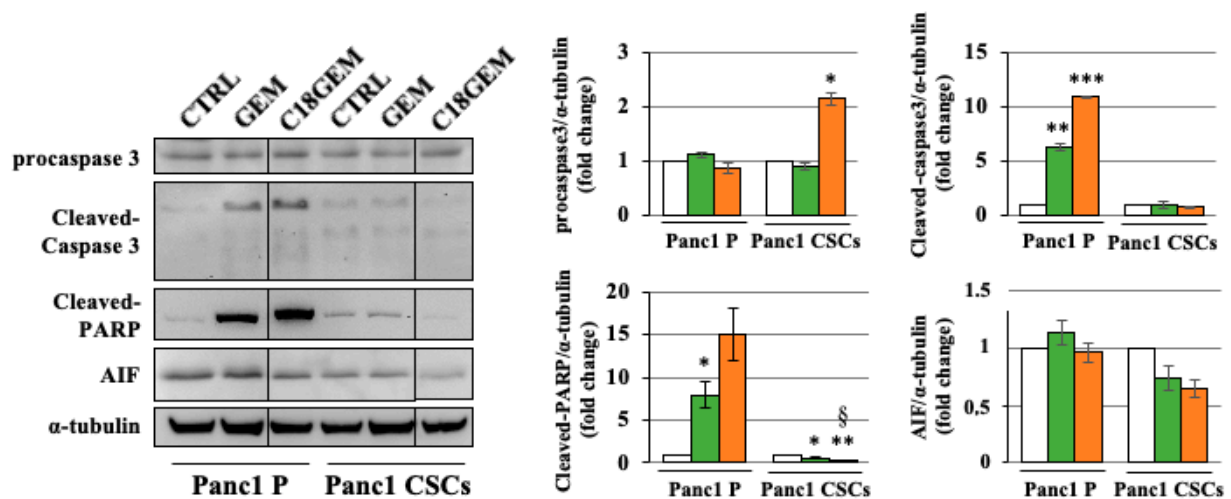 CTRL GEM C18GEM CTRL GEM C18GEM
procaspase 3
Cleaved-
Caspase 3
Cleaved-
PARP
AIF
α-tubulin
Panc1 P Panc1 CSCs
procaspase3/α-tubulin
(fold change)
3
2
1
0
*
Panc1 P Panc1 CSCs
Cleaved-caspase3/α-tubulin
(fold change)
15
10
5
0
**
***
Panc1 P Panc1 CSCs
Cleaved-PARP/α-tubulin
(fold change)
20
15
10
5
0
*
§
* **
Panc1 P Panc1 CSCs
AIF/α-tubulin
(fold change)
1.5
1
0.5
0
Panc1 P Panc1 CSCs